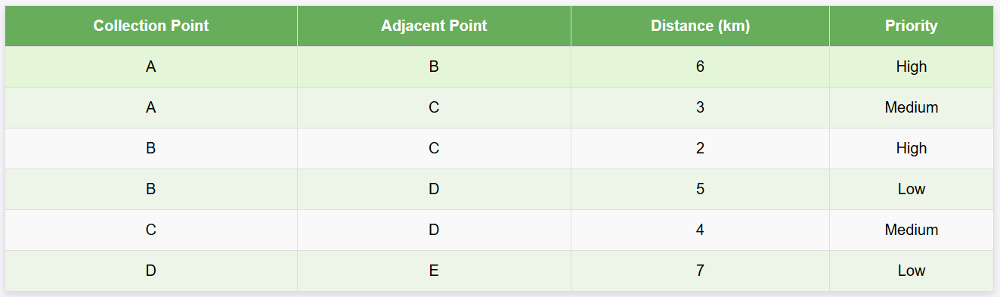 Collection Point Adjacent Point Distance (km) Priority
A B 6 High
A C 3 Medium
B C 2 High
B D 5 Low
C D 4 Medium
D E 7 Low